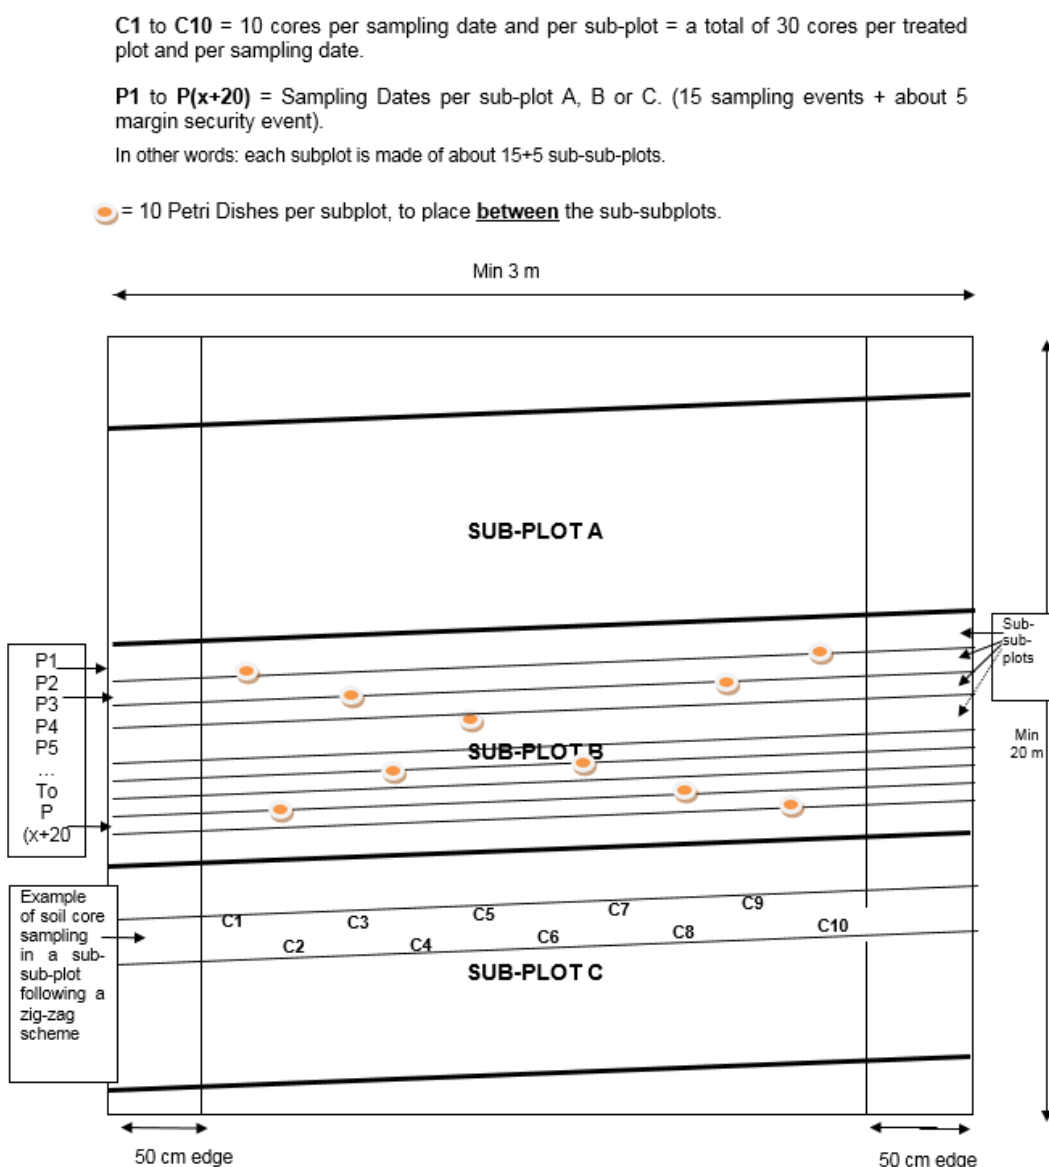 C1 to C10 = 10 cores per sampling date and per sub-plot = a total of 30 cores per treated
plot and per sampling date.
P1 to P(x+20) = Sampling Dates per sub-plot A, B or C. (15 sampling events + about 5
margin security event).
In other words: each subplot is made of about 15+5 sub-sub-plots.
= 10 Petri Dishes per subplot, to place between the sub-subplots.
Min 3 m
SUB-PLOT A
Sub-
sub-
plots
P1
P2
P3
P4
P5
...
To
P
(x+20
SUB-PLOT B
Min
20 m
Example
of soil core
sampling
in a sub-
sub-plot
following a
zig-zag
scheme
C1 C3 C5 C7 C9
C2 C4 C6 C8 C10
SUB-PLOT C
50 cm edge
50 cm edge